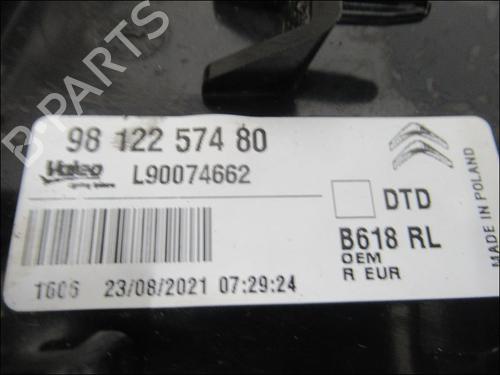 B-PARTS
98 122 574 80
Valeo
L90074662
DTD
B618 RL
OEM
R EUR
MADE IN POLAND
1606 23/08/2021 07:29:24